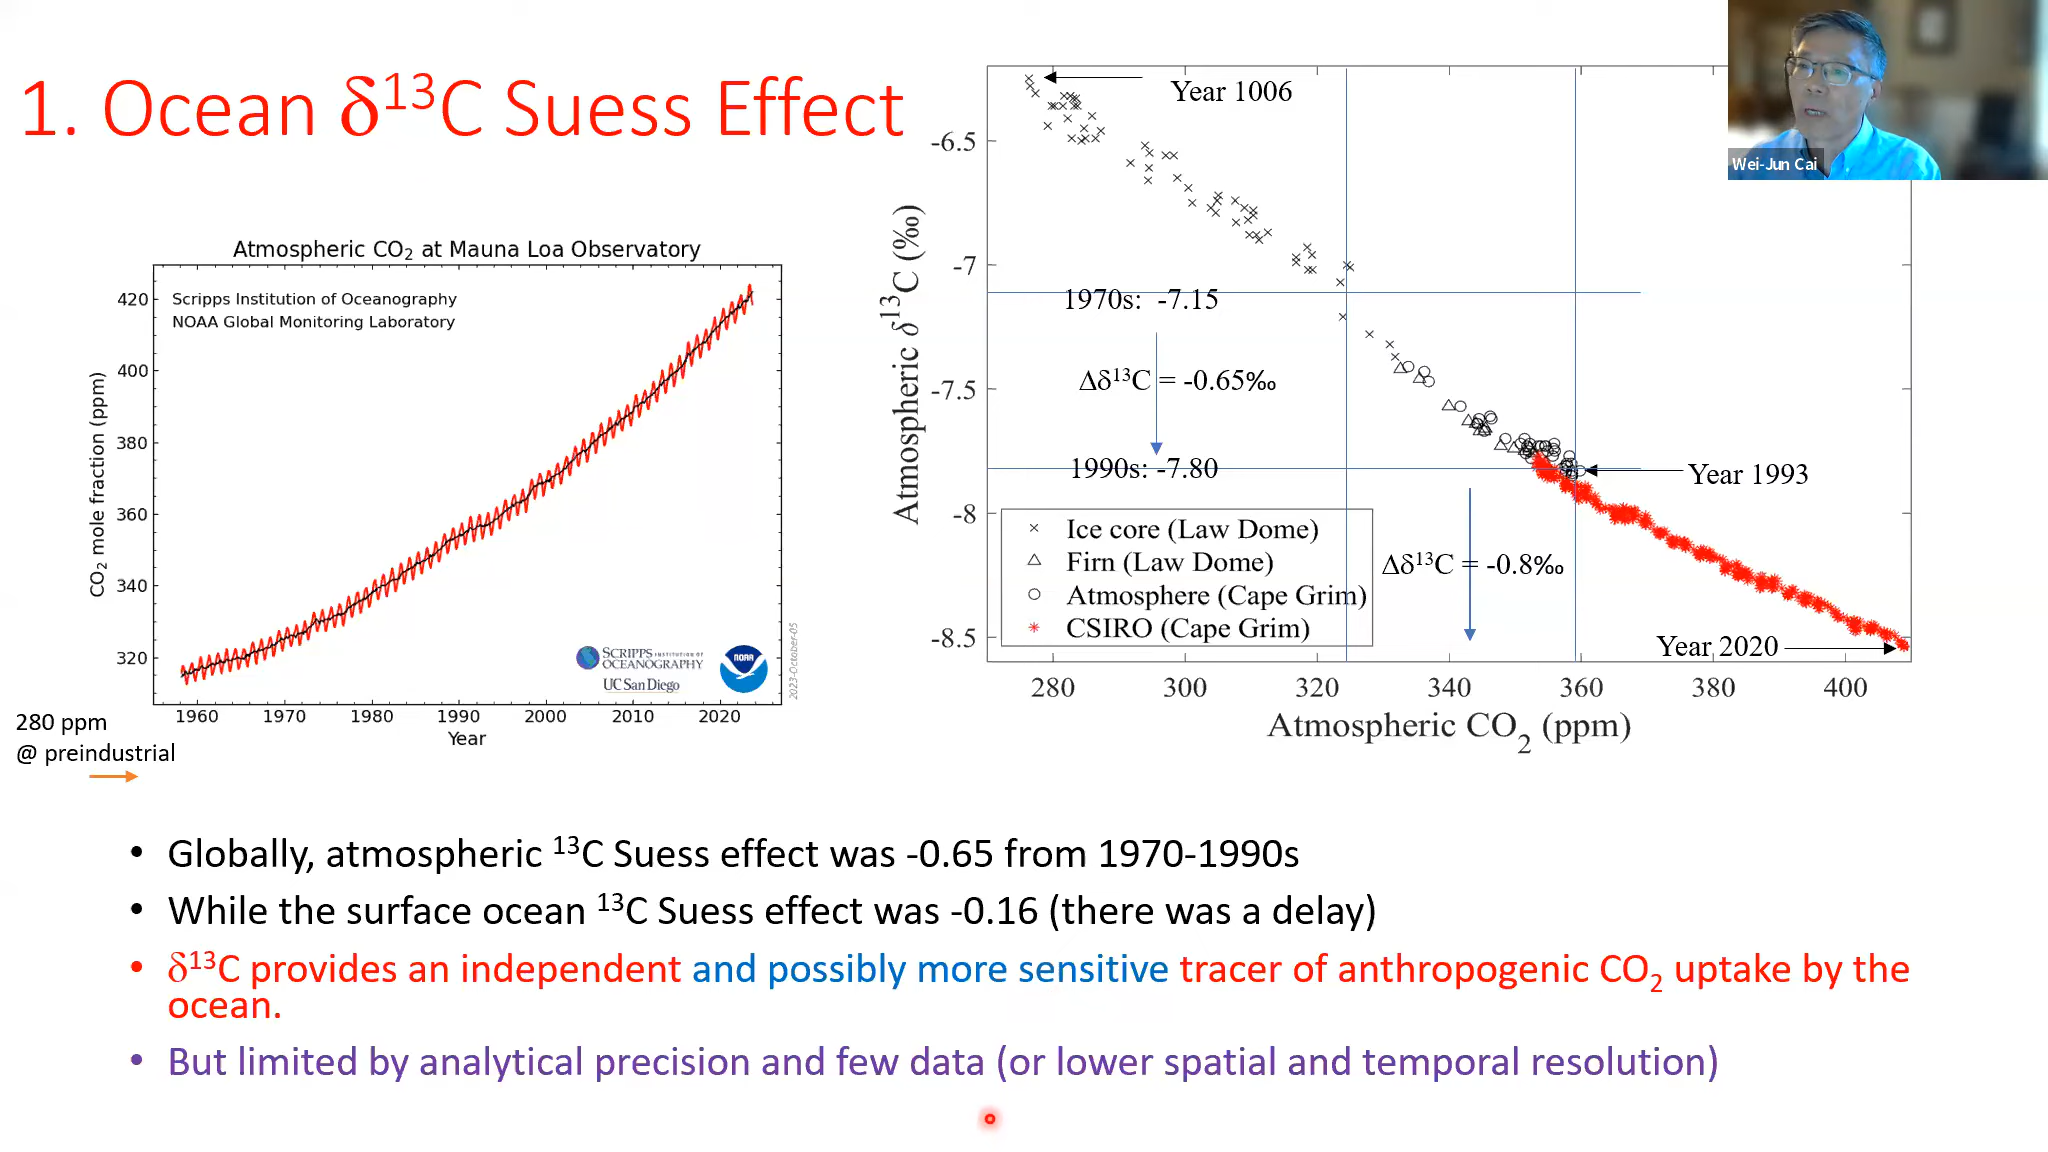 1. Ocean δ¹³C Suess Effect
Atmospheric CO₂ at Mauna Loa Observatory
Scripps Institution of Oceanography
NOAA Global Monitoring Laboratory
420
400
380
360
340
320
CO₂ mole fraction (ppm)
1960 1970 1980 1990 2000 2010 2020
Year
SCRIPPS INSTITUTION OF
OCEANOGRAPHY
UC San Diego
NOAA
2023-October-05
280 ppm
@ preindustrial
Year 1006
-6.5
-7
-7.5
-8
-8.5
Atmospheric δ¹³C (‰)
1970s: -7.15
Δδ¹³C = -0.65‰
1990s: -7.80
Year 1993
Ice core (Law Dome)
Firn (Law Dome)
Atmosphere (Cape Grim)
CSIRO (Cape Grim)
Δδ¹³C = -0.8‰
Year 2020
280 300 320 340 360 380 400
Atmospheric CO₂ (ppm)
Wei-Jun Cai
• Globally, atmospheric ¹³C Suess effect was -0.65 from 1970-1990s
• While the surface ocean ¹³C Suess effect was -0.16 (there was a delay)
• δ¹³C provides an independent and possibly more sensitive tracer of anthropogenic CO₂ uptake by the
ocean.
• But limited by analytical precision and few data (or lower spatial and temporal resolution)